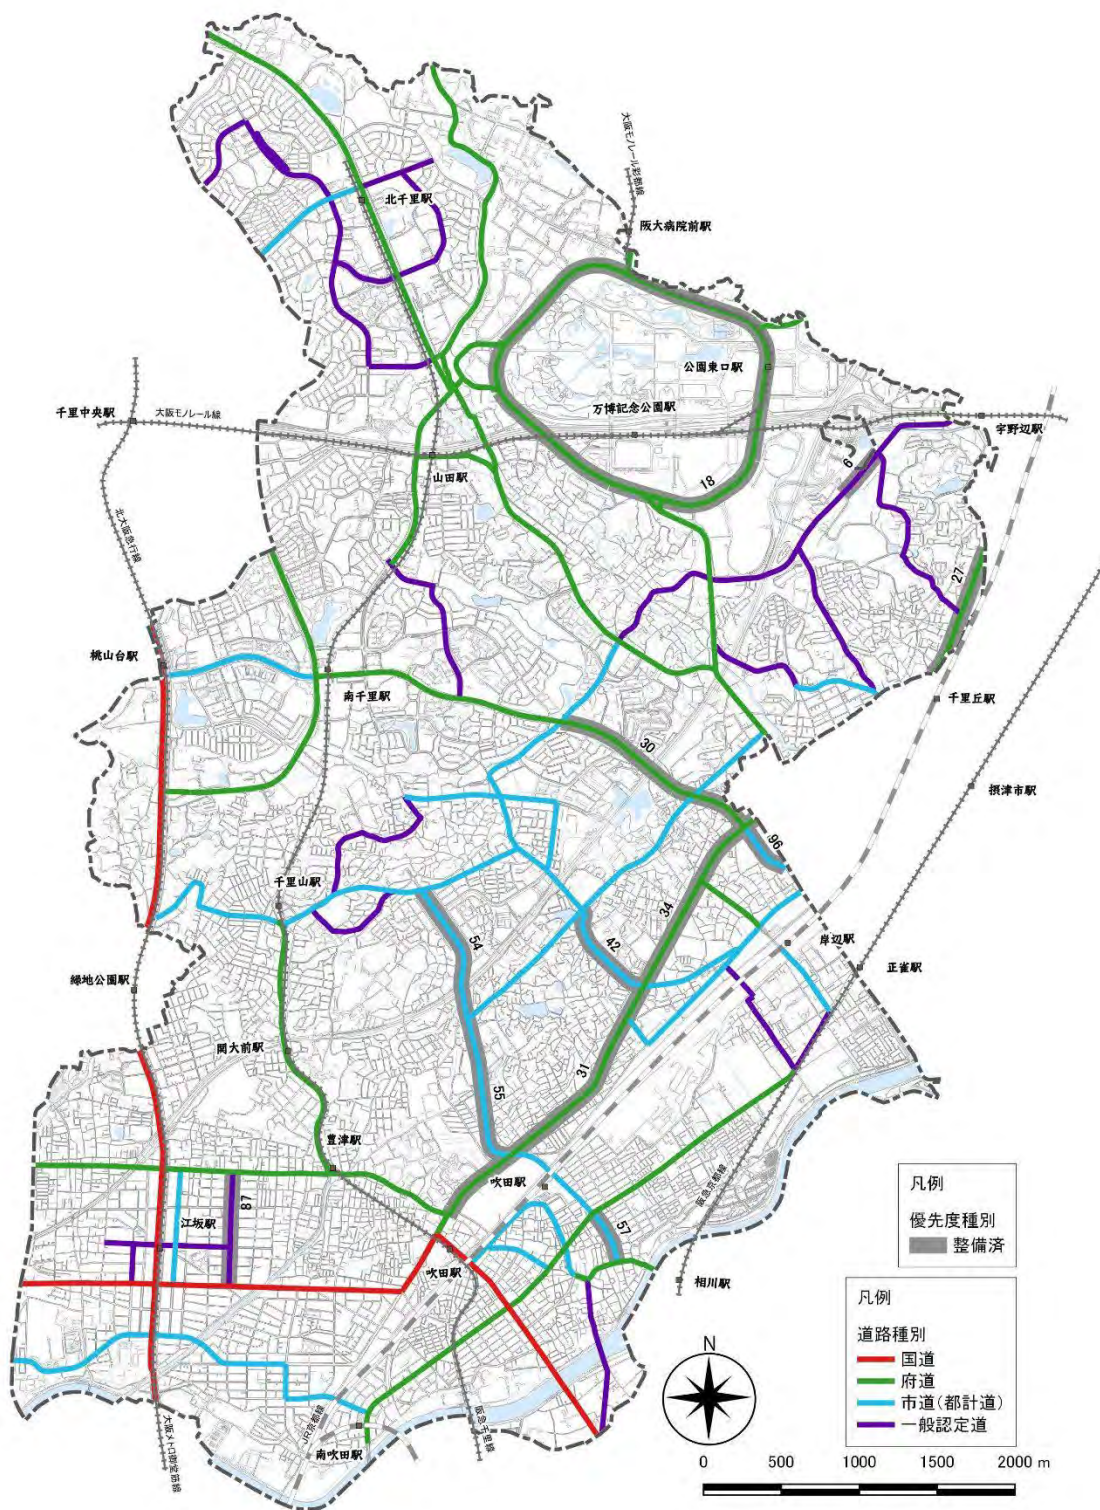 大阪モノレール彩都線
北千里駅
阪大病院前駅
公園東口駅
千里中央駅
大阪モノレール線
万博記念公園駅
宇野辺駅
山田駅
6
18
北大阪急行線
27
桃山台駅
南千里駅
千里丘駅
30
摂津市駅
96
千里山駅
34
54
42
岸辺駅
正雀駅
緑地公園駅
関大前駅
31
55
豊津駅
吹田駅
阪急京都線
87
江坂駅
57
吹田駅
相川駅
凡例
優先度種別
整備済
凡例
道路種別
国道
府道
市道(都計道)
一般認定道
N
JR京都線
阪急千里線
大阪メトロ御堂筋線
南吹田駅
0 500 1000 1500 2000 m